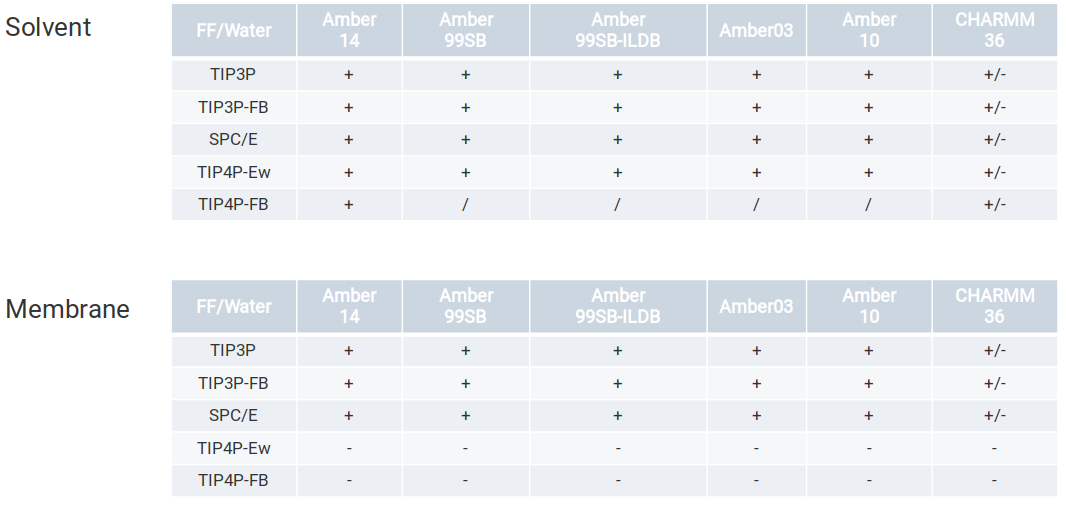 Solvent
FF/Water Amber 14 Amber 99SB Amber 99SB-ILDB Amber03 Amber 10 CHARMM 36
TIP3P + + + + + +/-
TIP3P-FB + + + + + +/-
SPC/E + + + + + +/-
TIP4P-Ew + + + + + +/-
TIP4P-FB + / / / / +/-
Membrane
FF/Water Amber 14 Amber 99SB Amber 99SB-ILDB Amber03 Amber 10 CHARMM 36
TIP3P + + + + + +/-
TIP3P-FB + + + + + +/-
SPC/E + + + + + +/-
TIP4P-Ew - - - - - -
TIP4P-FB - - - - - -